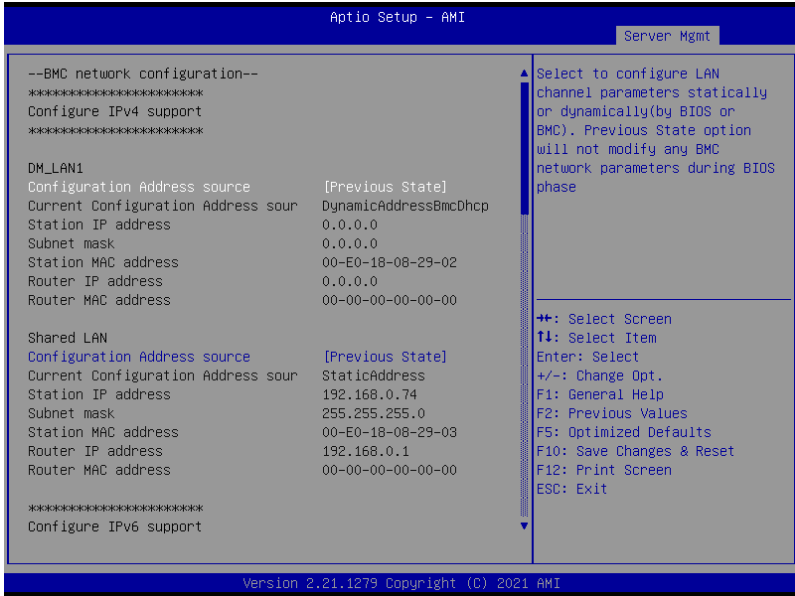 Aptio Setup – AMI
Server Mgmt
--BMC network configuration--
************************
Configure IPv4 support
************************
DM_LAN1
Configuration Address source [Previous State]
Current Configuration Address sour DynamicAddressBmcDhcp
Station IP address 0.0.0.0
Subnet mask 0.0.0.0
Station MAC address 00-E0-18-08-29-02
Router IP address 0.0.0.0
Router MAC address 00-00-00-00-00-00
Shared LAN
Configuration Address source [Previous State]
Current Configuration Address sour StaticAddress
Station IP address 192.168.0.74
Subnet mask 255.255.255.0
Station MAC address 00-E0-18-08-29-03
Router IP address 192.168.0.1
Router MAC address 00-00-00-00-00-00
************************
Configure IPv6 support
Select to configure LAN
channel parameters statically
or dynamically(by BIOS or
BMC). Previous State option
will not modify any BMC
network parameters during BIOS
phase
→←: Select Screen
↑↓: Select Item
Enter: Select
+/-: Change Opt.
F1: General Help
F2: Previous Values
F5: Optimized Defaults
F10: Save Changes & Reset
F12: Print Screen
ESC: Exit
Version 2.21.1279 Copyright (C) 2021 AMI